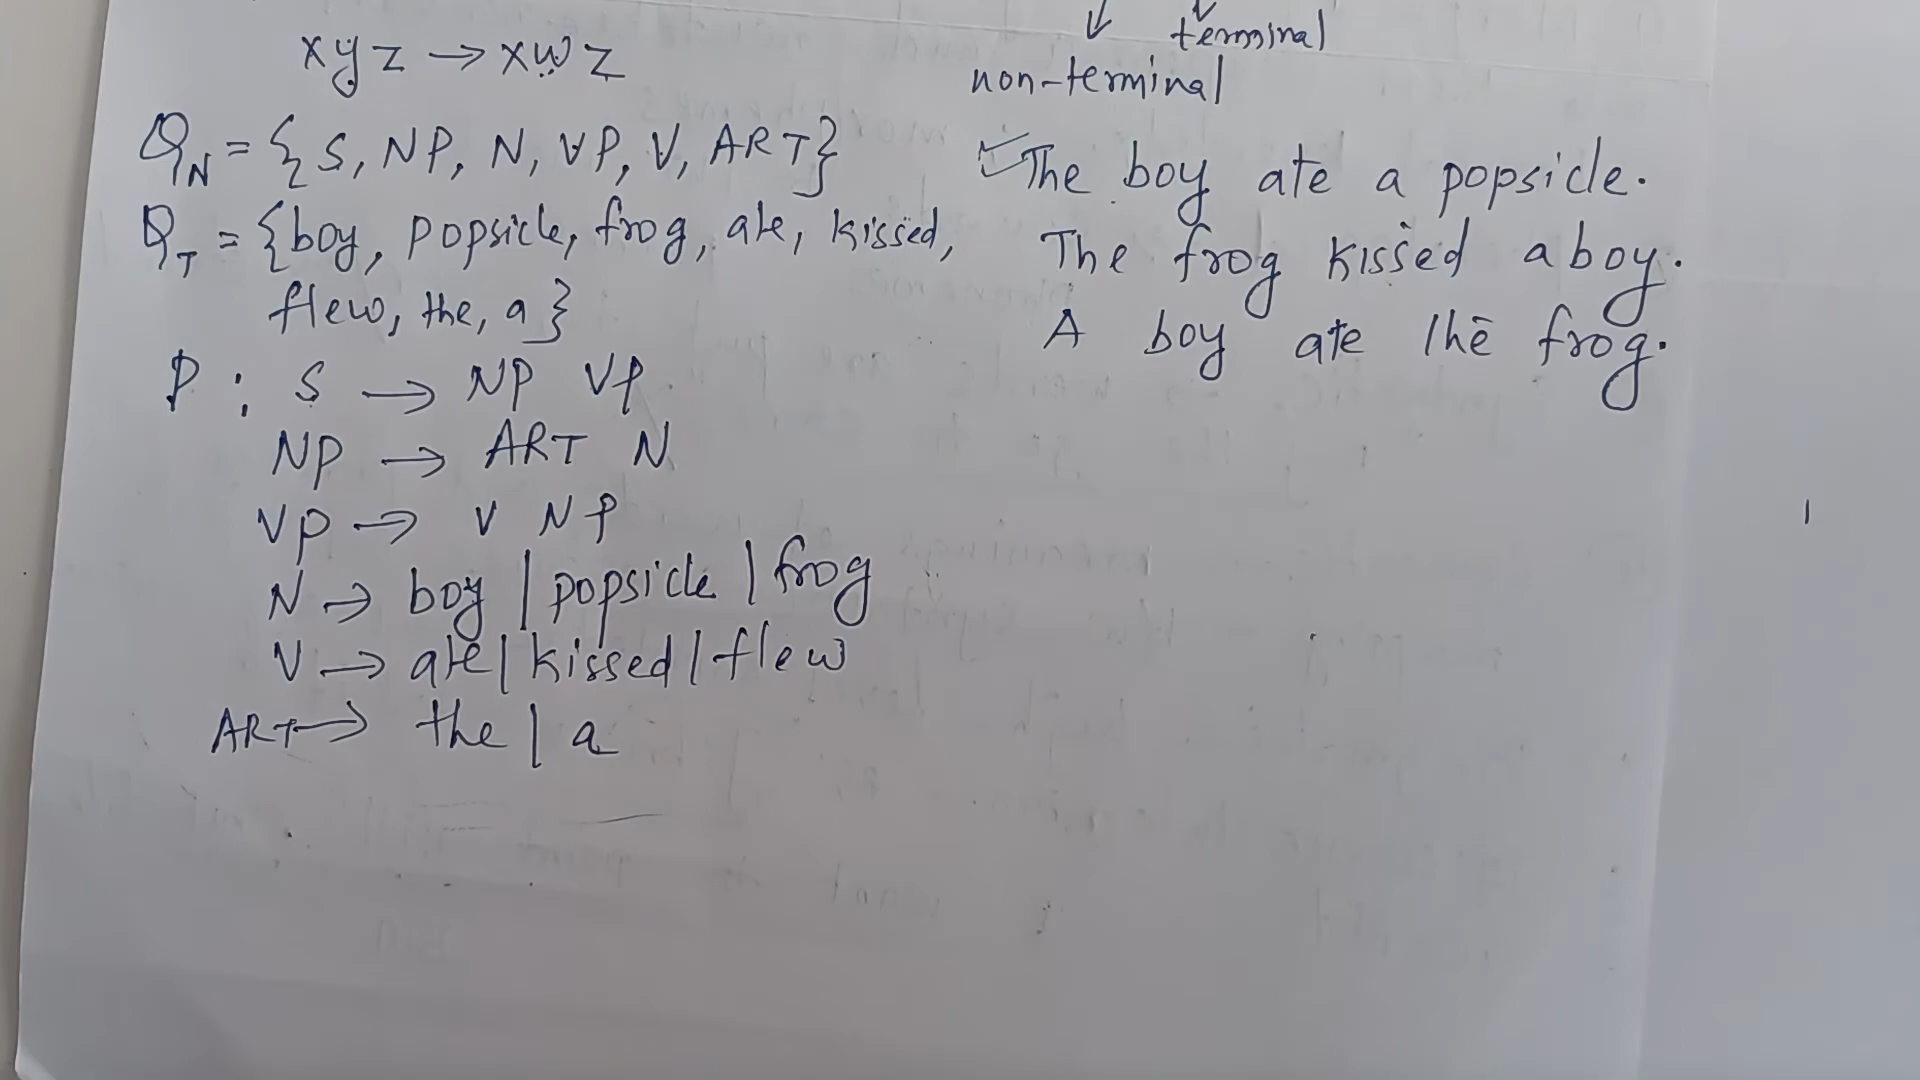 terminal
xyz → xwz
non-terminal
Q_N = {S, NP, N, VP, V, ART}
Q_T = {boy, popsicle, frog, ate, kissed,
flew, the, a}
P : S → NP VP
NP → ART N
VP → V NP
N → boy | popsicle | frog
V → ate | kissed | flew
ART → the | a
The boy ate a popsicle.
The frog kissed a boy.
A boy ate the frog.